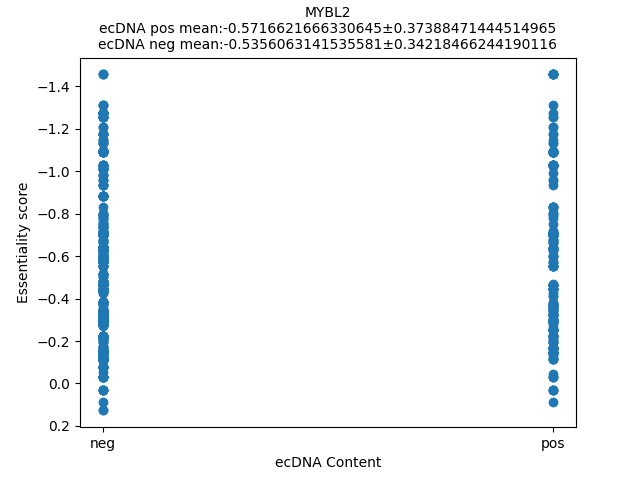 MYBL2
ecDNA pos mean:-0.5716621666330645±0.37388471444514965
ecDNA neg mean:-0.5356063141535581±0.34218466244190116
−1.4
−1.2
−1.0
−0.8
−0.6
−0.4
−0.2
0.0
0.2
Essentiality score
neg
pos
ecDNA Content